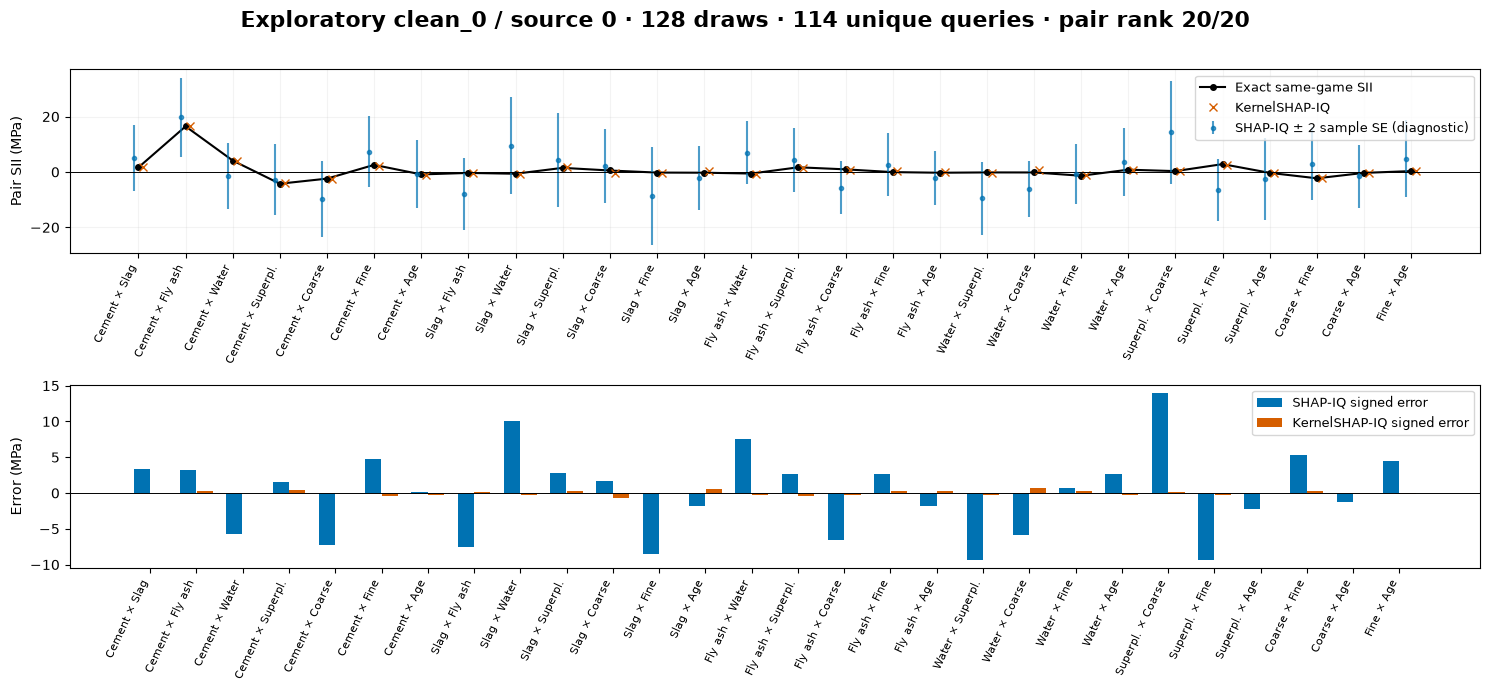 Exploratory clean_0 / source 0 · 128 draws · 114 unique queries · pair rank 20/20
Pair SII (MPa)
20
0
−20
Exact same-game SII
KernelSHAP-IQ
SHAP-IQ ± 2 sample SE (diagnostic)
Cement × Slag
Cement × Fly ash
Cement × Water
Cement × Superpl.
Cement × Coarse
Cement × Fine
Cement × Age
Slag × Fly ash
Slag × Water
Slag × Superpl.
Slag × Coarse
Slag × Fine
Slag × Age
Fly ash × Water
Fly ash × Superpl.
Fly ash × Coarse
Fly ash × Fine
Fly ash × Age
Water × Superpl.
Water × Coarse
Water × Fine
Water × Age
Superpl. × Coarse
Superpl. × Fine
Superpl. × Age
Coarse × Fine
Coarse × Age
Fine × Age
Error (MPa)
15
10
5
0
−5
−10
SHAP-IQ signed error
KernelSHAP-IQ signed error
Cement × Slag
Cement × Fly ash
Cement × Water
Cement × Superpl.
Cement × Coarse
Cement × Fine
Cement × Age
Slag × Fly ash
Slag × Water
Slag × Superpl.
Slag × Coarse
Slag × Fine
Slag × Age
Fly ash × Water
Fly ash × Superpl.
Fly ash × Coarse
Fly ash × Fine
Fly ash × Age
Water × Superpl.
Water × Coarse
Water × Fine
Water × Age
Superpl. × Coarse
Superpl. × Fine
Superpl. × Age
Coarse × Fine
Coarse × Age
Fine × Age